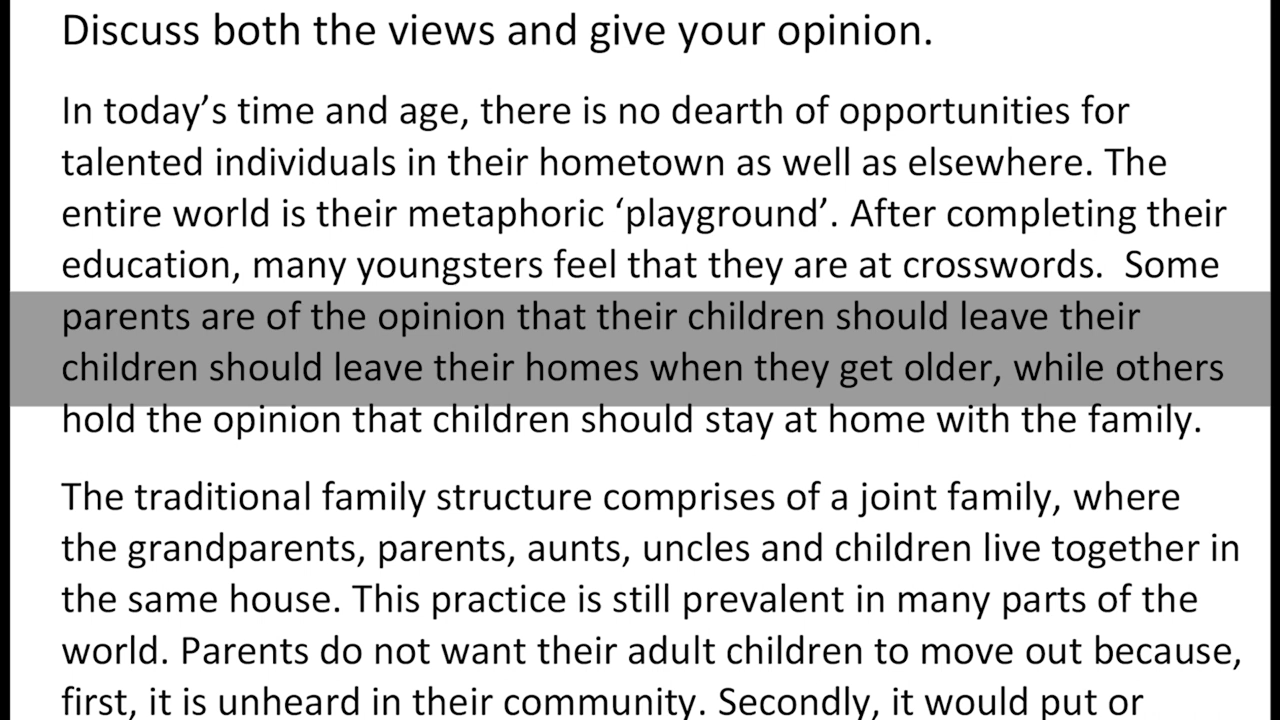 Discuss both the views and give your opinion.
In today’s time and age, there is no dearth of opportunities for
talented individuals in their hometown as well as elsewhere. The
entire world is their metaphoric ‘playground’. After completing their
education, many youngsters feel that they are at crosswords.  Some
parents are of the opinion that their children should leave their
children should leave their homes when they get older, while others
hold the opinion that children should stay at home with the family.
The traditional family structure comprises of a joint family, where
the grandparents, parents, aunts, uncles and children live together in
the same house. This practice is still prevalent in many parts of the
world. Parents do not want their adult children to move out because,
first, it is unheard in their community. Secondly, it would put or